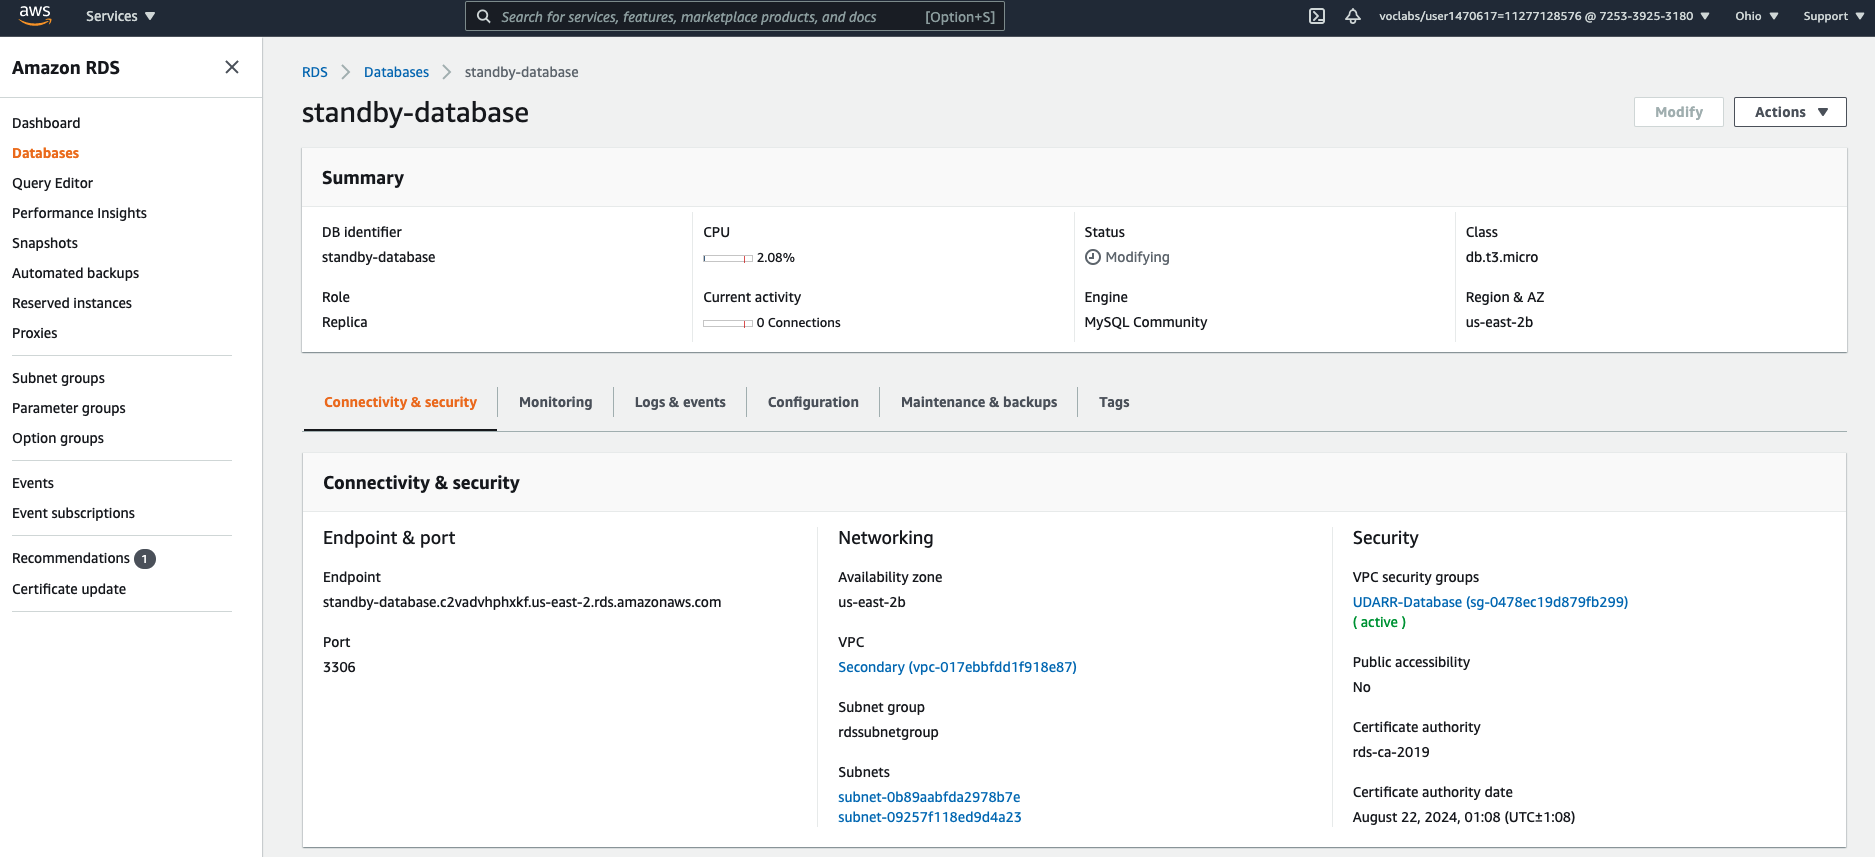 aws
Services
Search for services, features, marketplace products, and docs [Option+S]
voclabs/user1470617=11277128576 @ 7253-3925-3180
Ohio
Support
Amazon RDS
Dashboard
Databases
Query Editor
Performance Insights
Snapshots
Automated backups
Reserved instances
Proxies
Subnet groups
Parameter groups
Option groups
Events
Event subscriptions
Recommendations 1
Certificate update
RDS > Databases > standby-database
standby-database
Modify
Actions
Summary
DB identifier
standby-database
Role
Replica
CPU
2.08%
Current activity
0 Connections
Status
Modifying
Engine
MySQL Community
Class
db.t3.micro
Region & AZ
us-east-2b
Connectivity & security
Monitoring
Logs & events
Configuration
Maintenance & backups
Tags
Connectivity & security
Endpoint & port
Endpoint
standby-database.c2vadvhphxkf.us-east-2.rds.amazonaws.com
Port
3306
Networking
Availability zone
us-east-2b
VPC
Secondary (vpc-017ebbfdd1f918e87)
Subnet group
rdssubnetgroup
Subnets
subnet-0b89aabfda2978b7e
subnet-09257f118ed9d4a23
Security
VPC security groups
UDARR-Database (sg-0478ec19d879fb299)
( active )
Public accessibility
No
Certificate authority
rds-ca-2019
Certificate authority date
August 22, 2024, 01:08 (UTC±1:08)